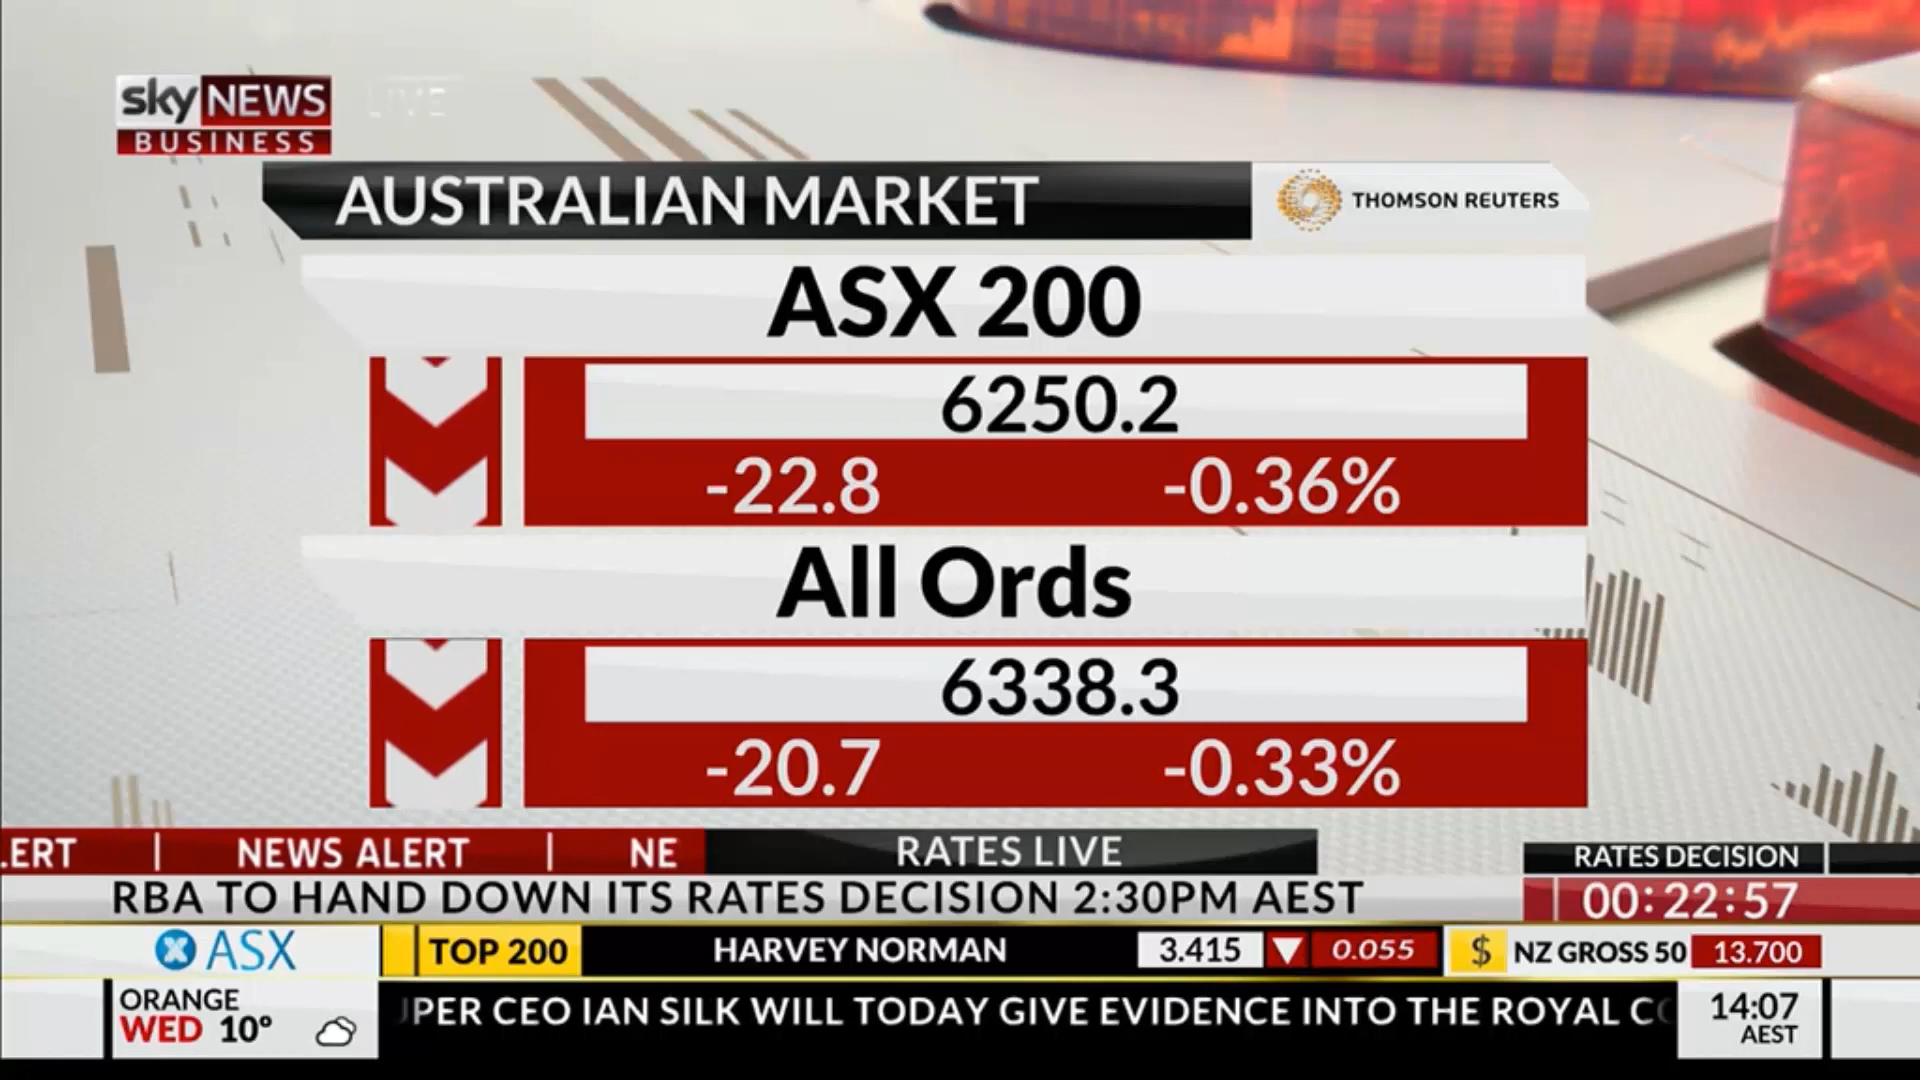 sky NEWS
BUSINESS
LIVE
AUSTRALIAN MARKET
THOMSON REUTERS
ASX 200
6250.2
-22.8 -0.36%
All Ords
6338.3
-20.7 -0.33%
.ERT | NEWS ALERT | NE
RATES LIVE
RATES DECISION
RBA TO HAND DOWN ITS RATES DECISION 2:30PM AEST
00:22:57
ASX
TOP 200 HARVEY NORMAN 3.415 0.055
$ NZ GROSS 50 13.700
ORANGE
WED 10°
PER CEO IAN SILK WILL TODAY GIVE EVIDENCE INTO THE ROYAL C
14:07
AEST